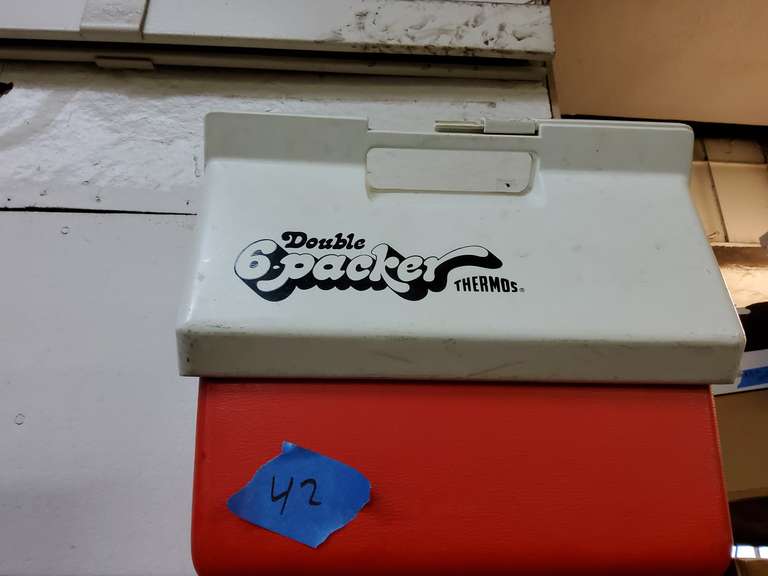 Double
6-packer
THERMOS®
42